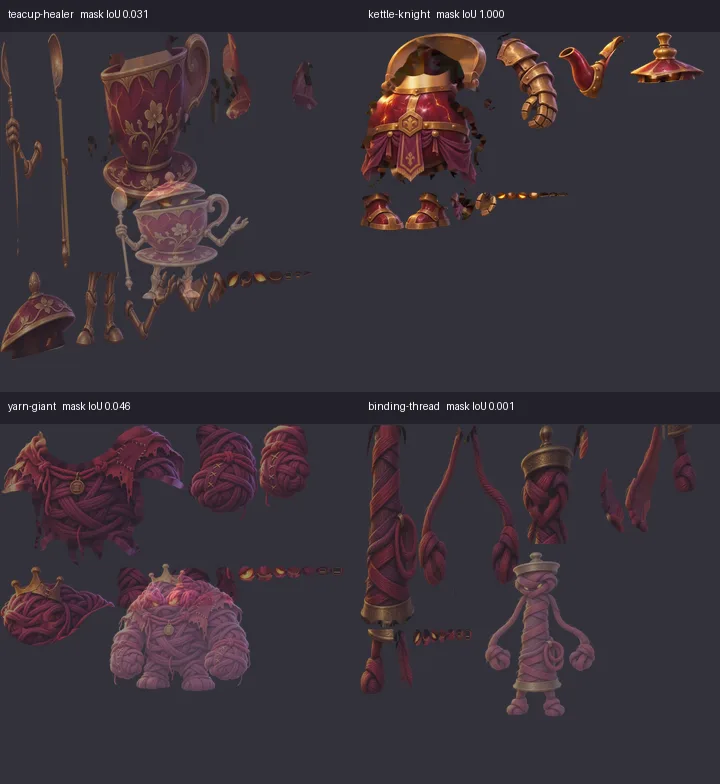 teacup-healer mask IoU 0.031
kettle-knight mask IoU 1.000
yarn-giant mask IoU 0.046
binding-thread mask IoU 0.001